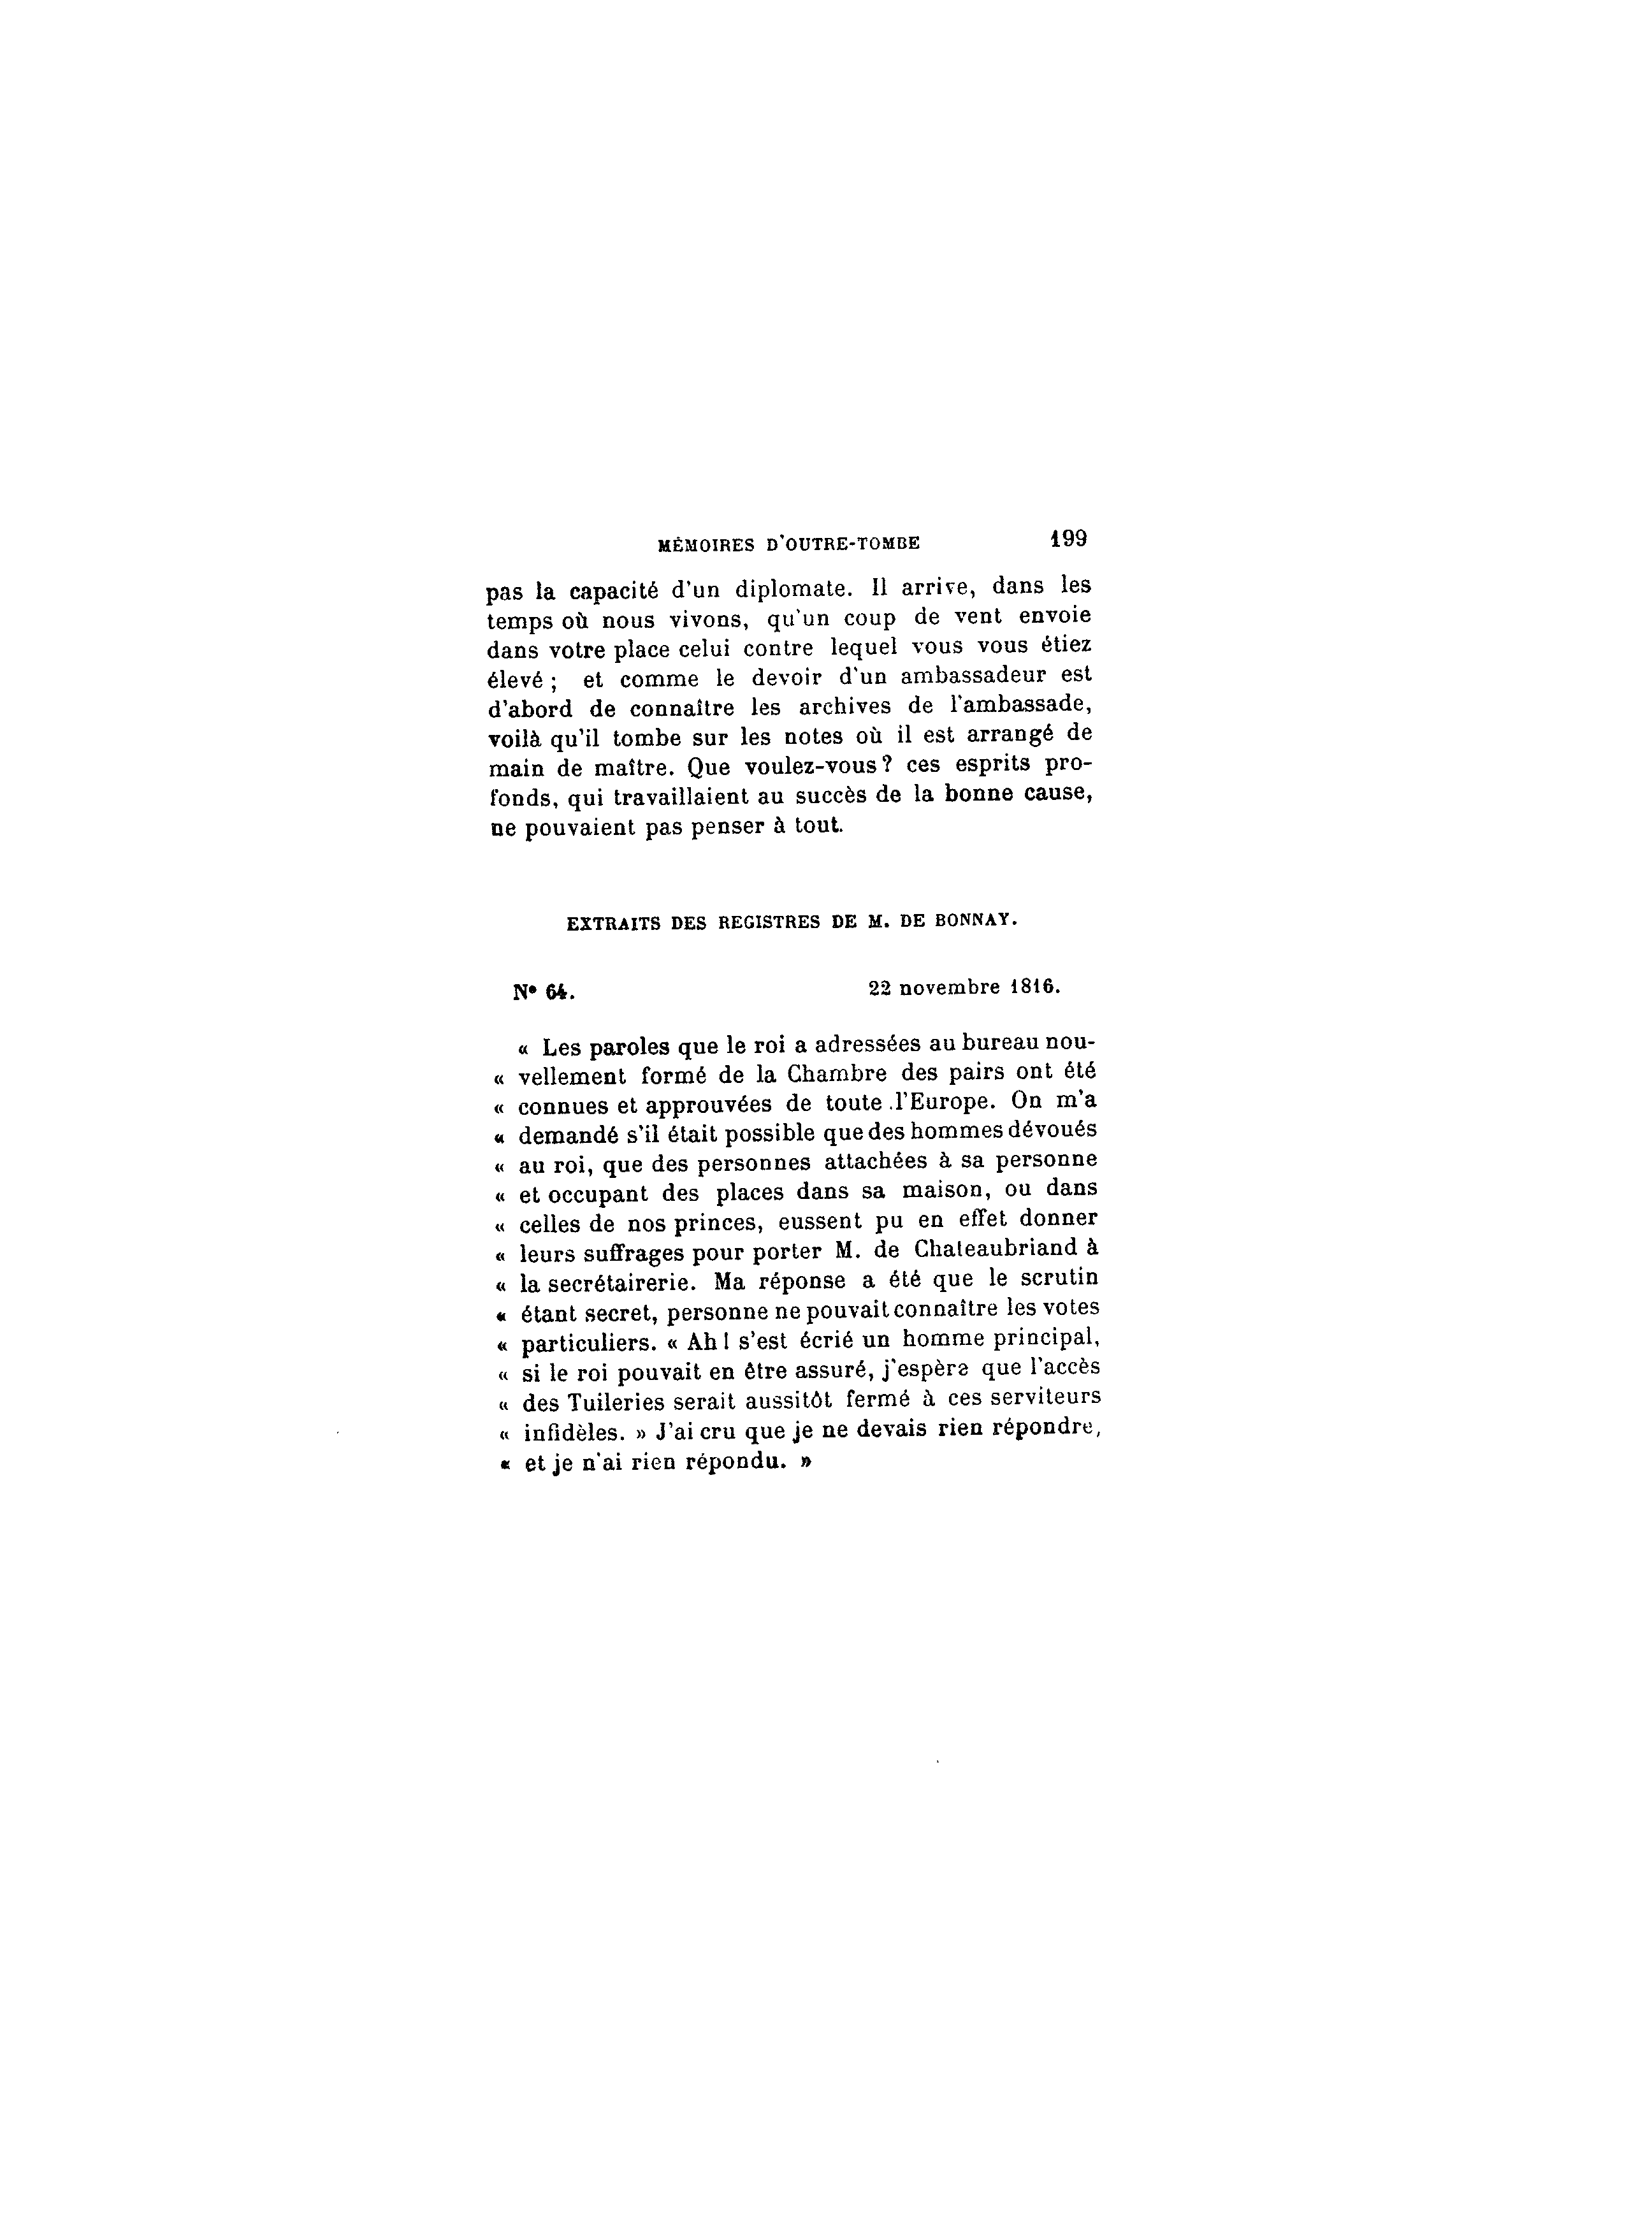 MÉMOIRES D'OUTRE-TOMBE 199
pas la capacité d'un diplomate. Il arrive, dans les
temps où nous vivons, qu'un coup de vent envoie
dans votre place celui contre lequel vous vous étiez
élevé ; et comme le devoir d'un ambassadeur est
d'abord de connaître les archives de l'ambassade,
voilà qu'il tombe sur les notes où il est arrangé de
main de maître. Que voulez-vous? ces esprits pro-
fonds, qui travaillaient au succès de la bonne cause,
ne pouvaient pas penser à tout.
EXTRAITS DES REGISTRES DE M. DE BONNAY.
N° 64. 22 novembre 1816.
« Les paroles que le roi a adressées au bureau nou-
« vellement formé de la Chambre des pairs ont été
« connues et approuvées de toute l'Europe. On m'a
« demandé s'il était possible que des hommes dévoués
« au roi, que des personnes attachées à sa personne
« et occupant des places dans sa maison, ou dans
« celles de nos princes, eussent pu en effet donner
« leurs suffrages pour porter M. de Chateaubriand à
« la secrétairerie. Ma réponse a été que le scrutin
« étant secret, personne ne pouvait connaître les votes
« particuliers. « Ah! s'est écrié un homme principal,
« si le roi pouvait en être assuré, j'espère que l'accès
« des Tuileries serait aussitôt fermé à ces serviteurs
« infidèles. » J'ai cru que je ne devais rien répondre,
« et je n'ai rien répondu. »